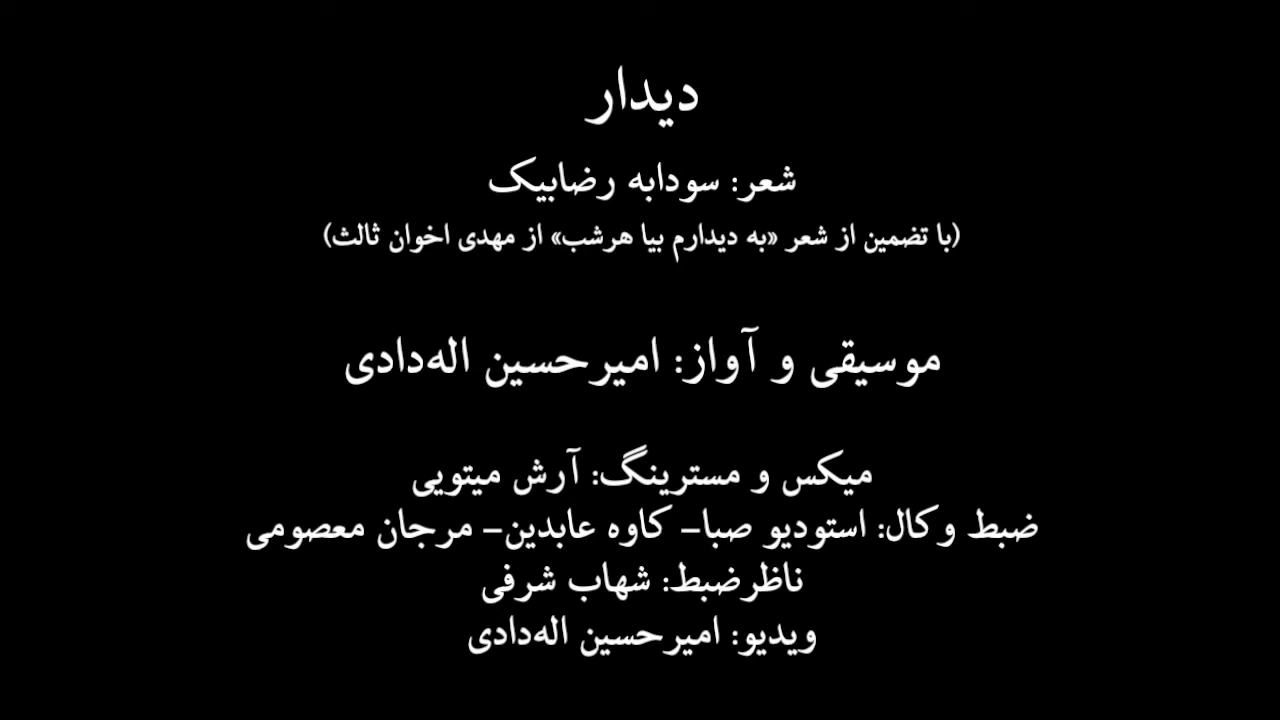 دیدار
شعر: سودابه رضابیک
(با تضمین از شعر «به دیدارم بیا هرشب» از مهدی اخوان ثالث)
موسیقی و آواز: امیرحسین اله‌دادی
میکس و مسترینگ: آرش میتویی
ضبط وکال: استودیو صبا- کاوه عابدین- مرجان معصومی
ناظرضبط: شهاب شرفی
ویدیو: امیرحسین اله‌دادی